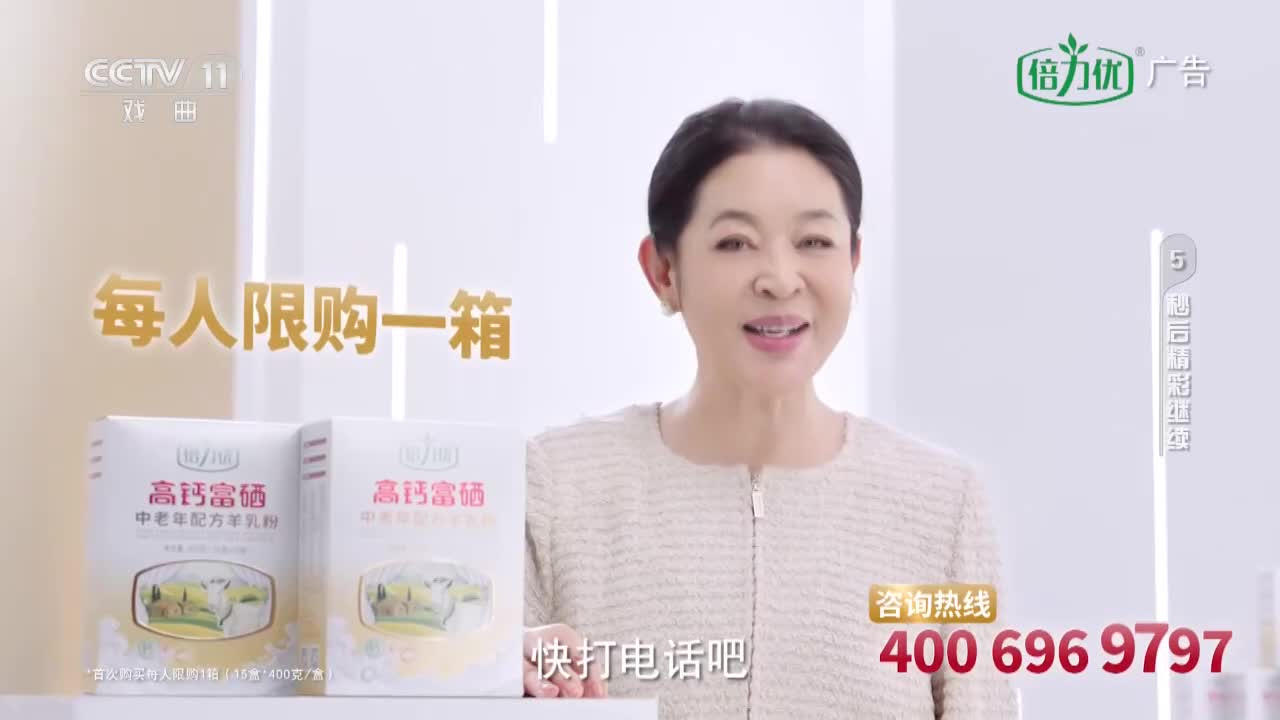 CCTV 11
戏曲
倍力优® 广告
5
秒后精彩继续
每人限购一箱
倍力优
高钙富硒
中老年配方羊乳粉
倍力优
高钙富硒
中老年配方羊乳粉
*首次购买每人限购1箱（15盒*400克/盒）
快打电话吧
咨询热线
400 696 9797